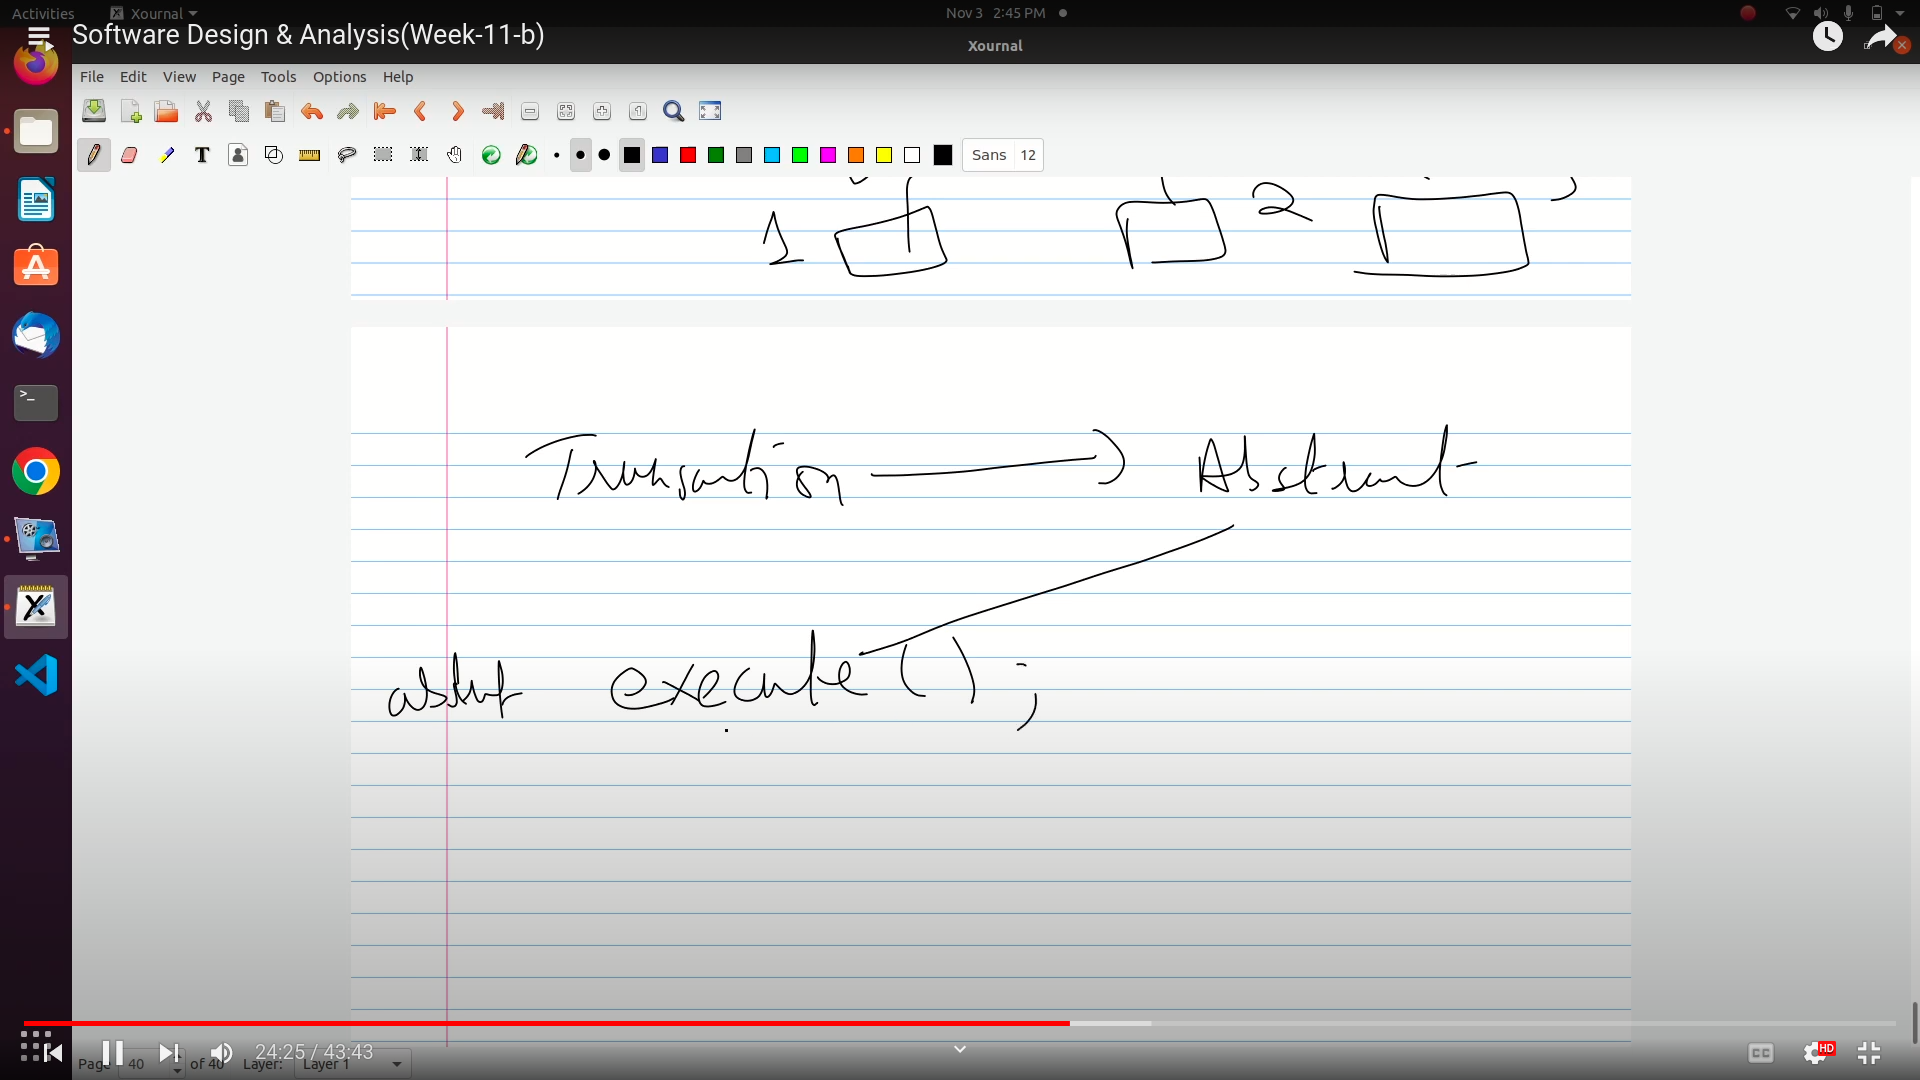 Activities Xournal Nov 3 2:45 PM
Software Design & Analysis(Week-11-b)
Xournal
File Edit View Page Tools Options Help
T Sans 12
1 2
Transaction Abstract
execute ( ) ;
24:25 / 43:43 CC HD
Page 40 of 40 Layer: Layer 1